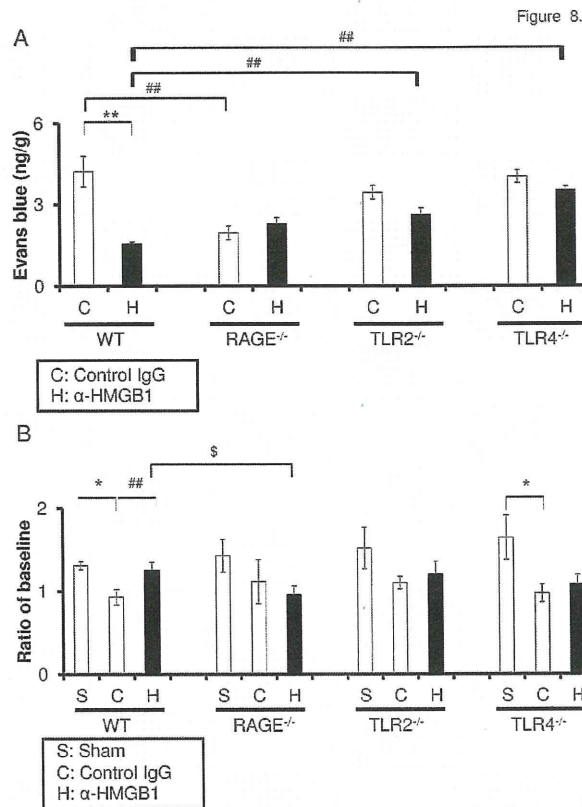 Figure 8.
A
##
##
##
**
6
3
0
Evans blue (ng/g)
C H C H C H C H
WT RAGE-/- TLR2-/- TLR4-/-
C: Control IgG
H: α-HMGB1
B
$
* ## *
2
1
0
Ratio of baseline
S C H S C H S C H S C H
WT RAGE-/- TLR2-/- TLR4-/-
S: Sham
C: Control IgG
H: α-HMGB1